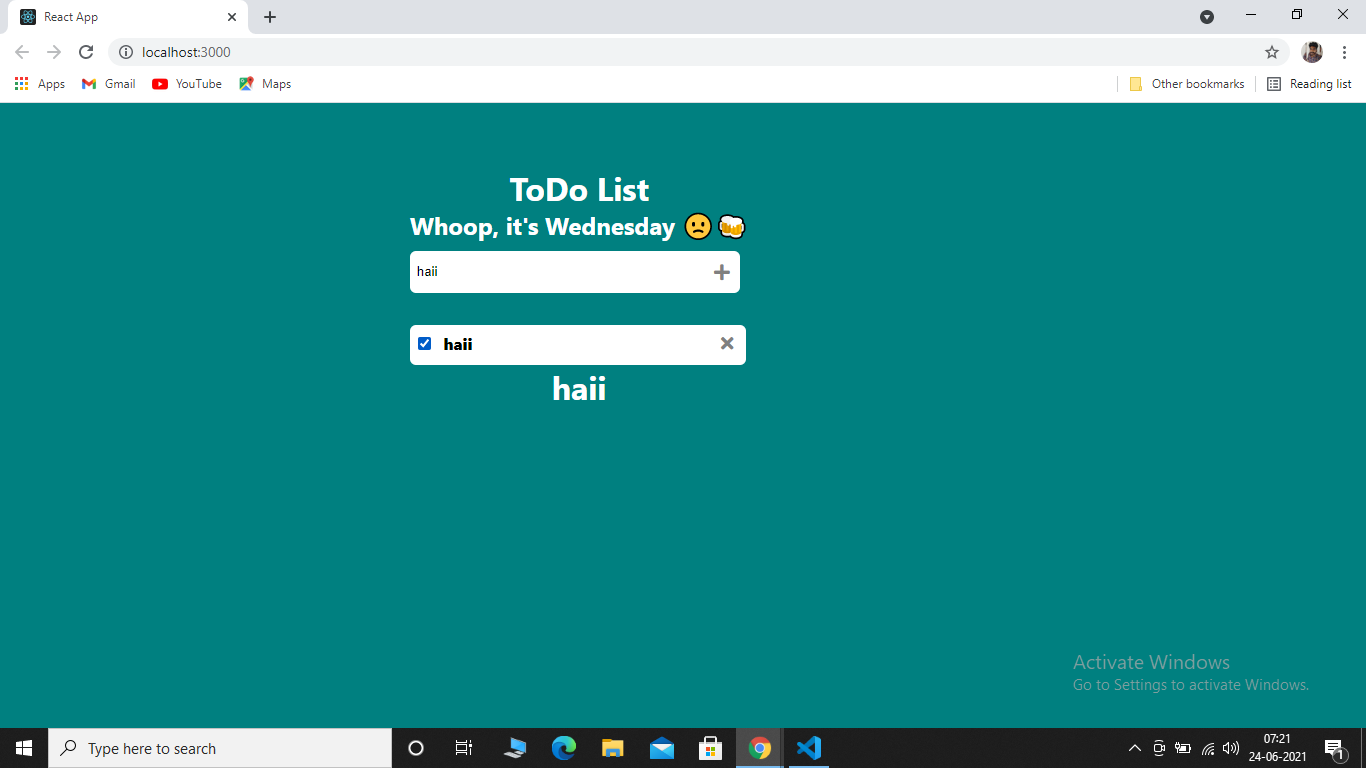 React App
localhost:3000
Apps Gmail YouTube Maps Other bookmarks Reading list
ToDo List
Whoop, it's Wednesday 🙁🍻
haii
haii
haii
Activate Windows
Go to Settings to activate Windows.
Type here to search
07:21
24-06-2021
1